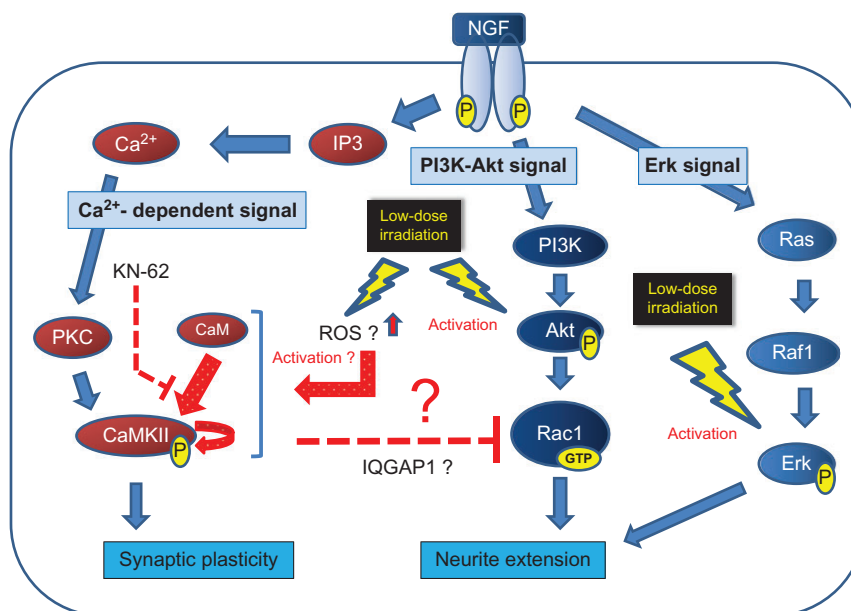 NGF
P
P
Ca2+
IP3
PI3K-Akt signal
Erk signal
Ca2+- dependent signal
Low-dose
irradiation
PI3K
Ras
KN-62
Low-dose
irradiation
PKC
CaM
ROS ?
Activation
Akt
P
Raf1
Activation ?
?
CaMKII
P
Rac1
GTP
Activation
IQGAP1 ?
Erk
P
Synaptic plasticity
Neurite extension